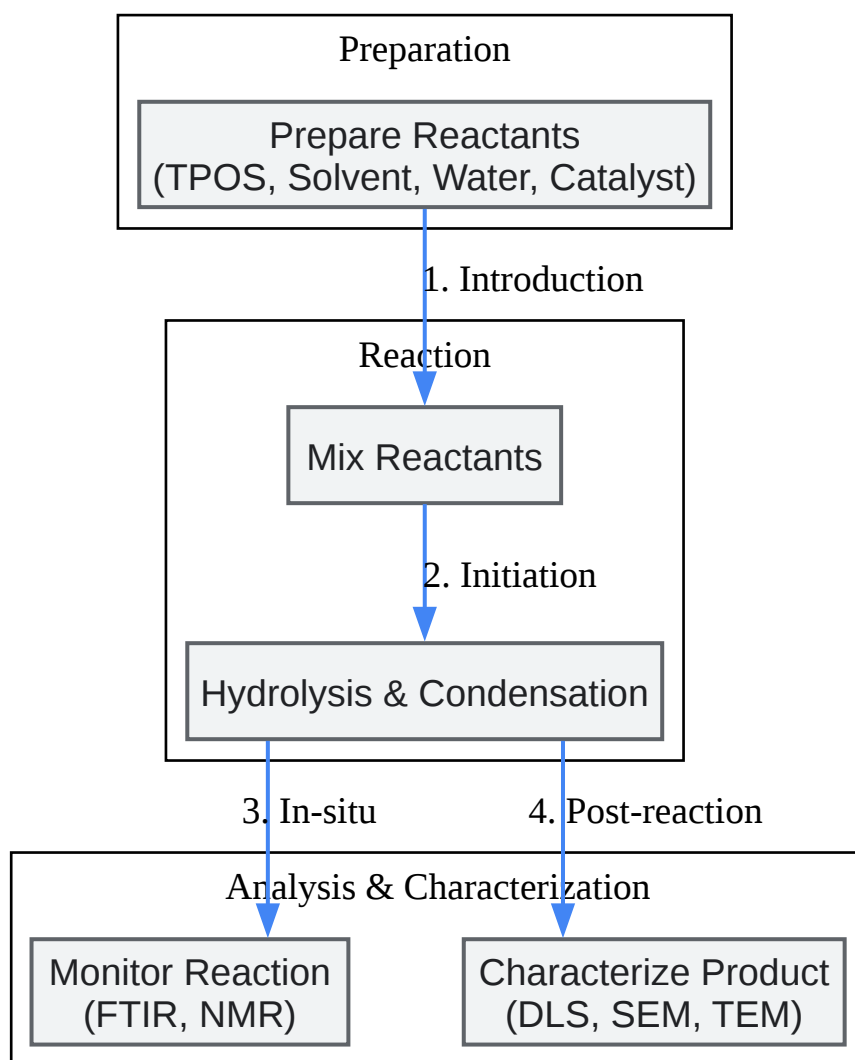 Preparation
Prepare Reactants
(TPOS, Solvent, Water, Catalyst)
1. Introduction
Reaction
Mix Reactants
2. Initiation
Hydrolysis & Condensation
3. In-situ
4. Post-reaction
Analysis & Characterization
Monitor Reaction
(FTIR, NMR)
Characterize Product
(DLS, SEM, TEM)